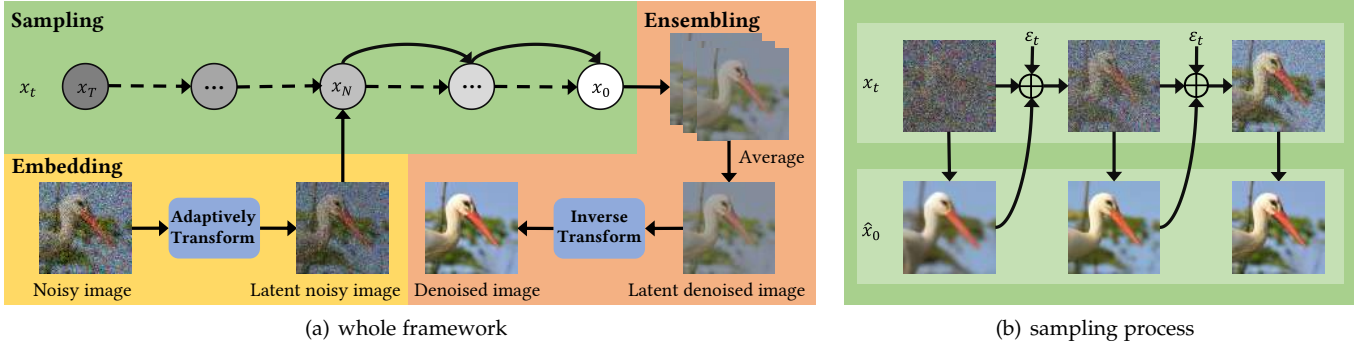 Sampling
x_t
x_T
...
x_N
...
x_0
Ensembling
Average
Embedding
Adaptively
Transform
Inverse
Transform
Noisy image
Latent noisy image
Denoised image
Latent denoised image
(a) whole framework
ε_t
ε_t
x_t
x̂_0
(b) sampling process